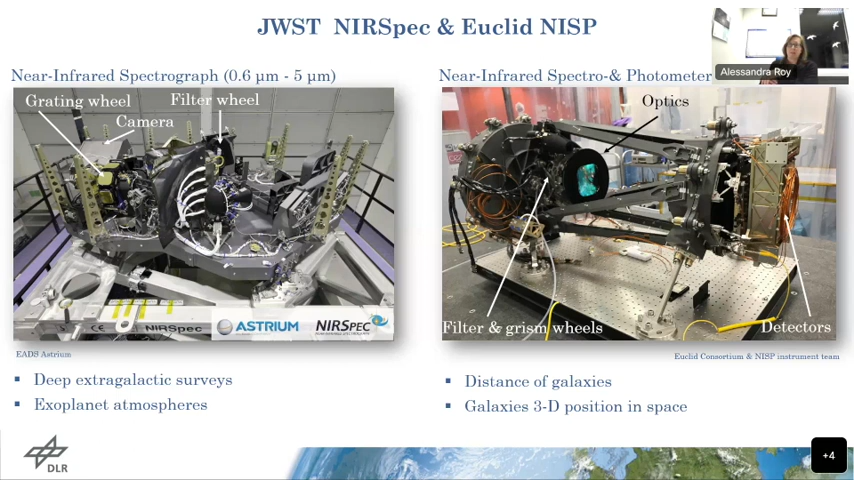 JWST NIRSpec & Euclid NISP
Near-Infrared Spectrograph (0.6 μm - 5 μm)
Near-Infrared Spectro-& Photometer
Alessandra Roy
Grating wheel
Filter wheel
Camera
NIRSpec
ASTRIUM
NIRSPEC
Optics
Filter & grism wheels
Detectors
EADS Astrium
Euclid Consortium & NISP instrument team
▪ Deep extragalactic surveys
▪ Exoplanet atmospheres
▪ Distance of galaxies
▪ Galaxies 3-D position in space
DLR
+4